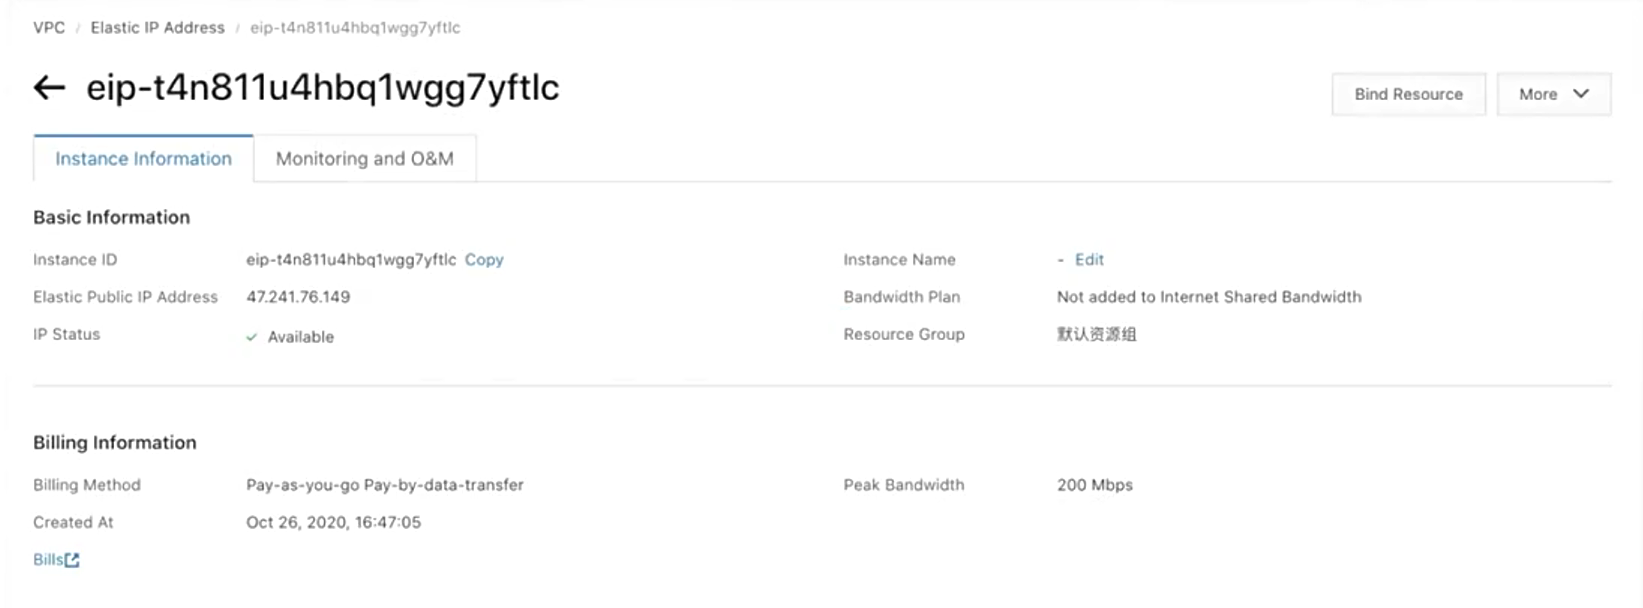 VPC / Elastic IP Address / eip-t4n811u4hbq1wgg7yftlc
eip-t4n811u4hbq1wgg7yftlc
Bind Resource
More
Instance Information
Monitoring and O&M
Basic Information
Instance ID eip-t4n811u4hbq1wgg7yftlc Copy
Instance Name - Edit
Elastic Public IP Address 47.241.76.149
Bandwidth Plan Not added to Internet Shared Bandwidth
IP Status Available
Resource Group 默认资源组
Billing Information
Billing Method Pay-as-you-go Pay-by-data-transfer
Peak Bandwidth 200 Mbps
Created At Oct 26, 2020, 16:47:05
Bills